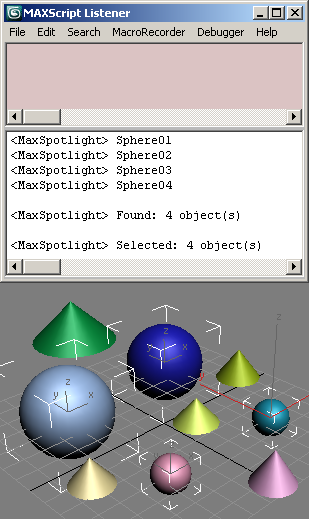 MAXScript Listener
File Edit Search MacroRecorder Debugger Help
<MaxSpotlight> Sphere01
<MaxSpotlight> Sphere02
<MaxSpotlight> Sphere03
<MaxSpotlight> Sphere04
<MaxSpotlight> Found: 4 object(s)
<MaxSpotlight> Selected: 4 object(s)
z
z
y
x
z
y
x